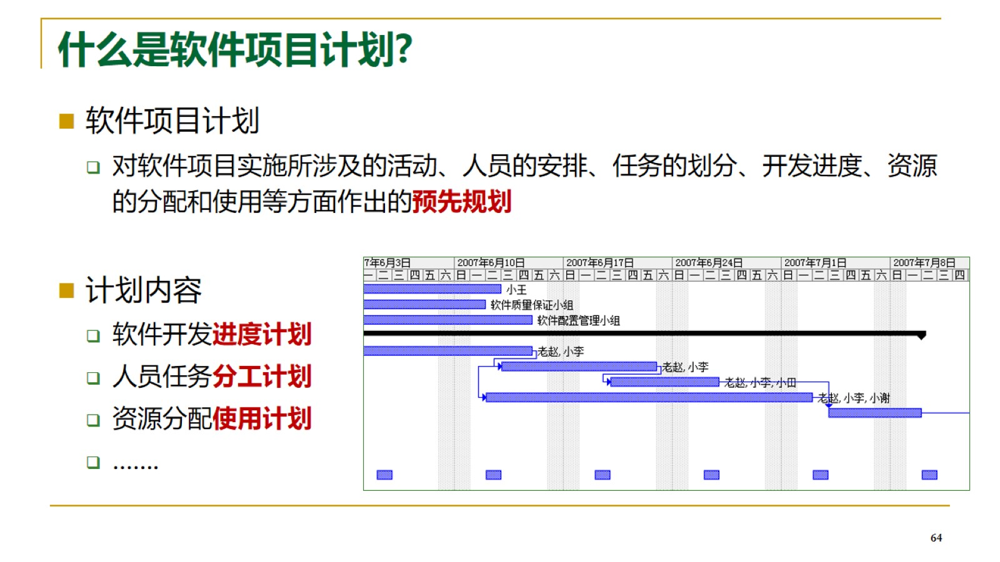 什么是软件项目计划?
软件项目计划
对软件项目实施所涉及的活动、人员的安排、任务的划分、开发进度、资源
的分配和使用等方面作出的预先规划
计划内容
软件开发进度计划
人员任务分工计划
资源分配使用计划
.......
7年6月3日 2007年6月10日 2007年6月17日 2007年6月24日 2007年7月1日 2007年7月8日
一 二 三 四 五 六 日 一 二 三 四 五 六 日 一 二 三 四 五 六 日 一 二 三 四 五 六 日 一 二 三 四 五 六 日 一 二 三 四
小王
软件质量保证小组
软件配置管理小组
老赵,小李
老赵,小李
老赵,小李,小田
老赵,小李,小谢
64